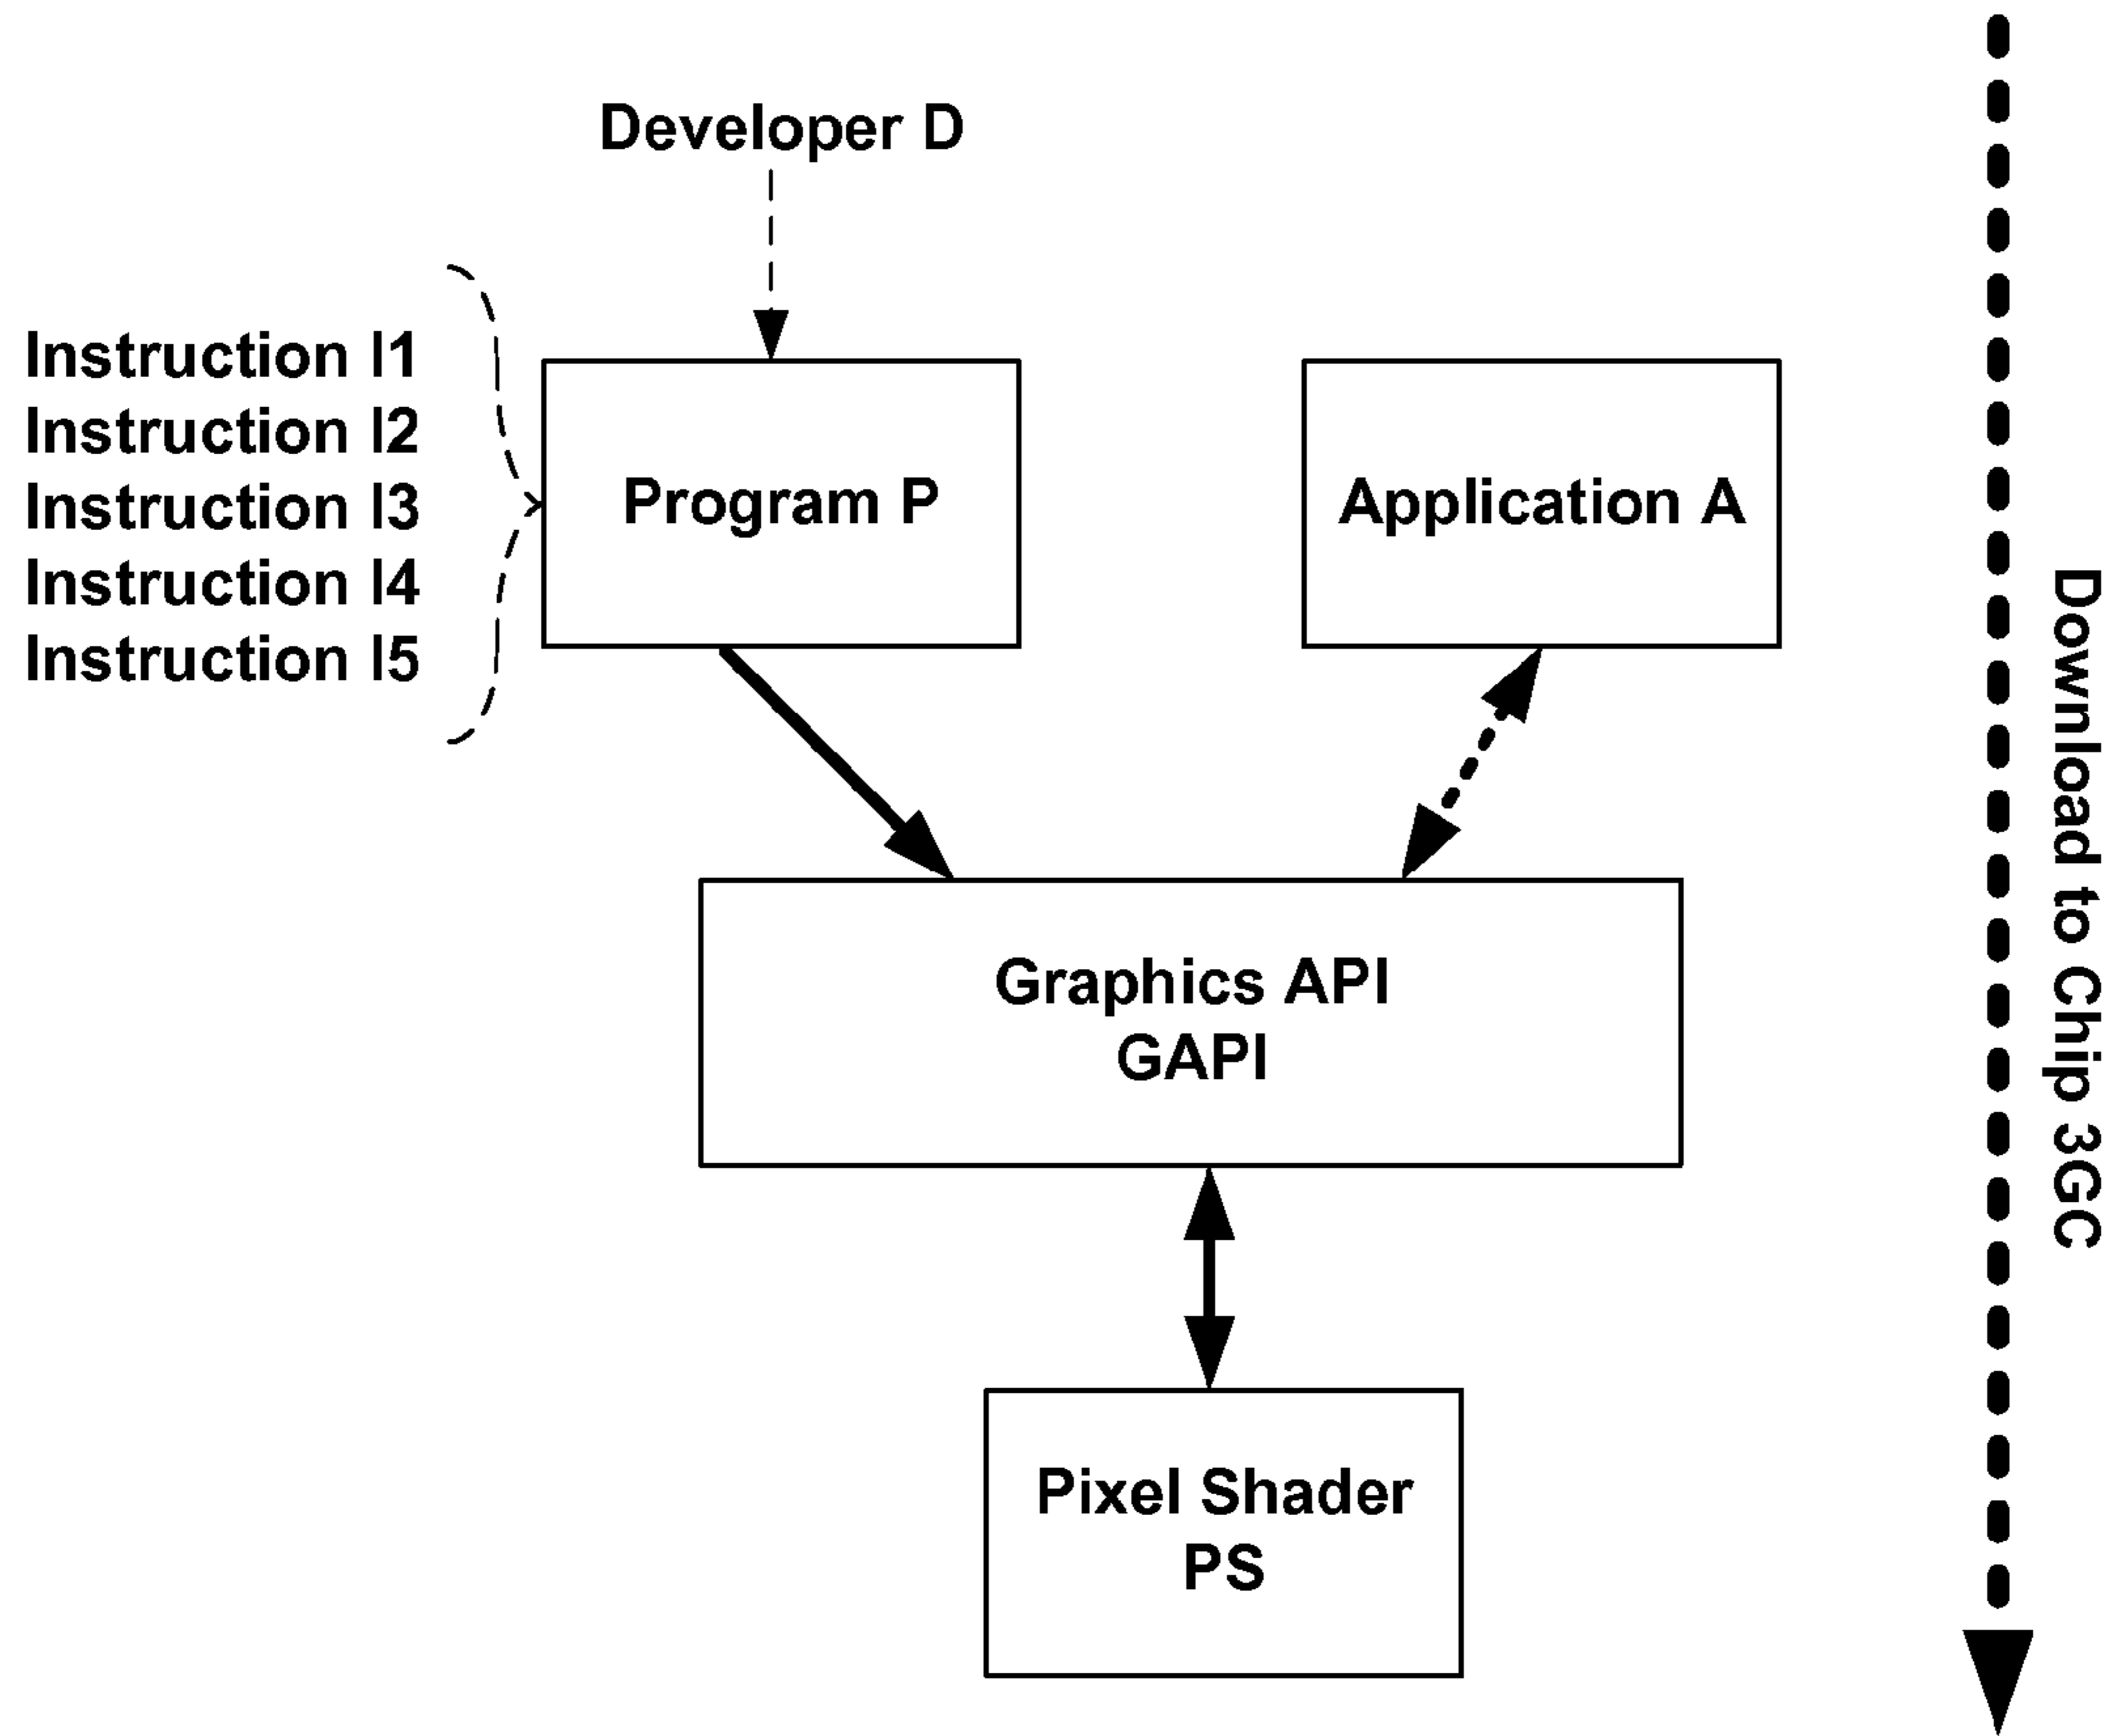 Developer D
Instruction I1
Instruction I2
Instruction I3
Instruction I4
Instruction I5
Program P
Application A
Graphics API
GAPI
Pixel Shader
PS
Download to Chip 3GC